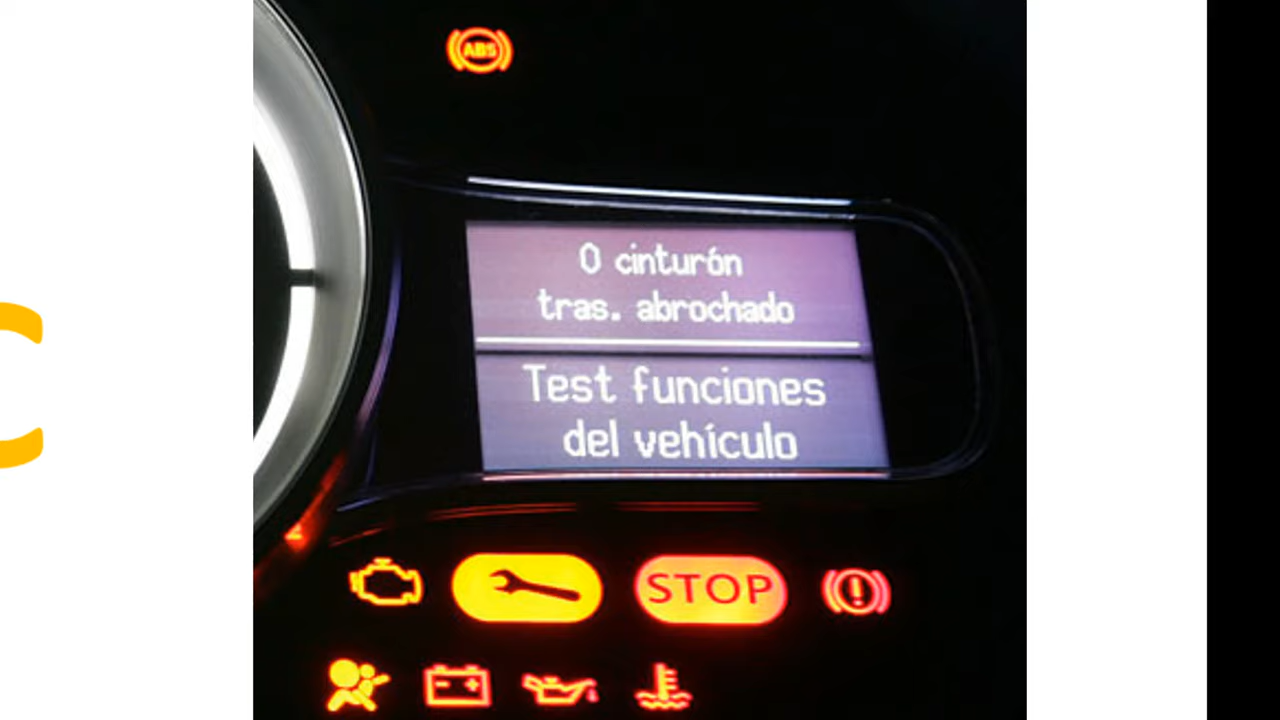 ABS
0 cinturón
tras. abrochado
Test funciones
del vehículo
STOP